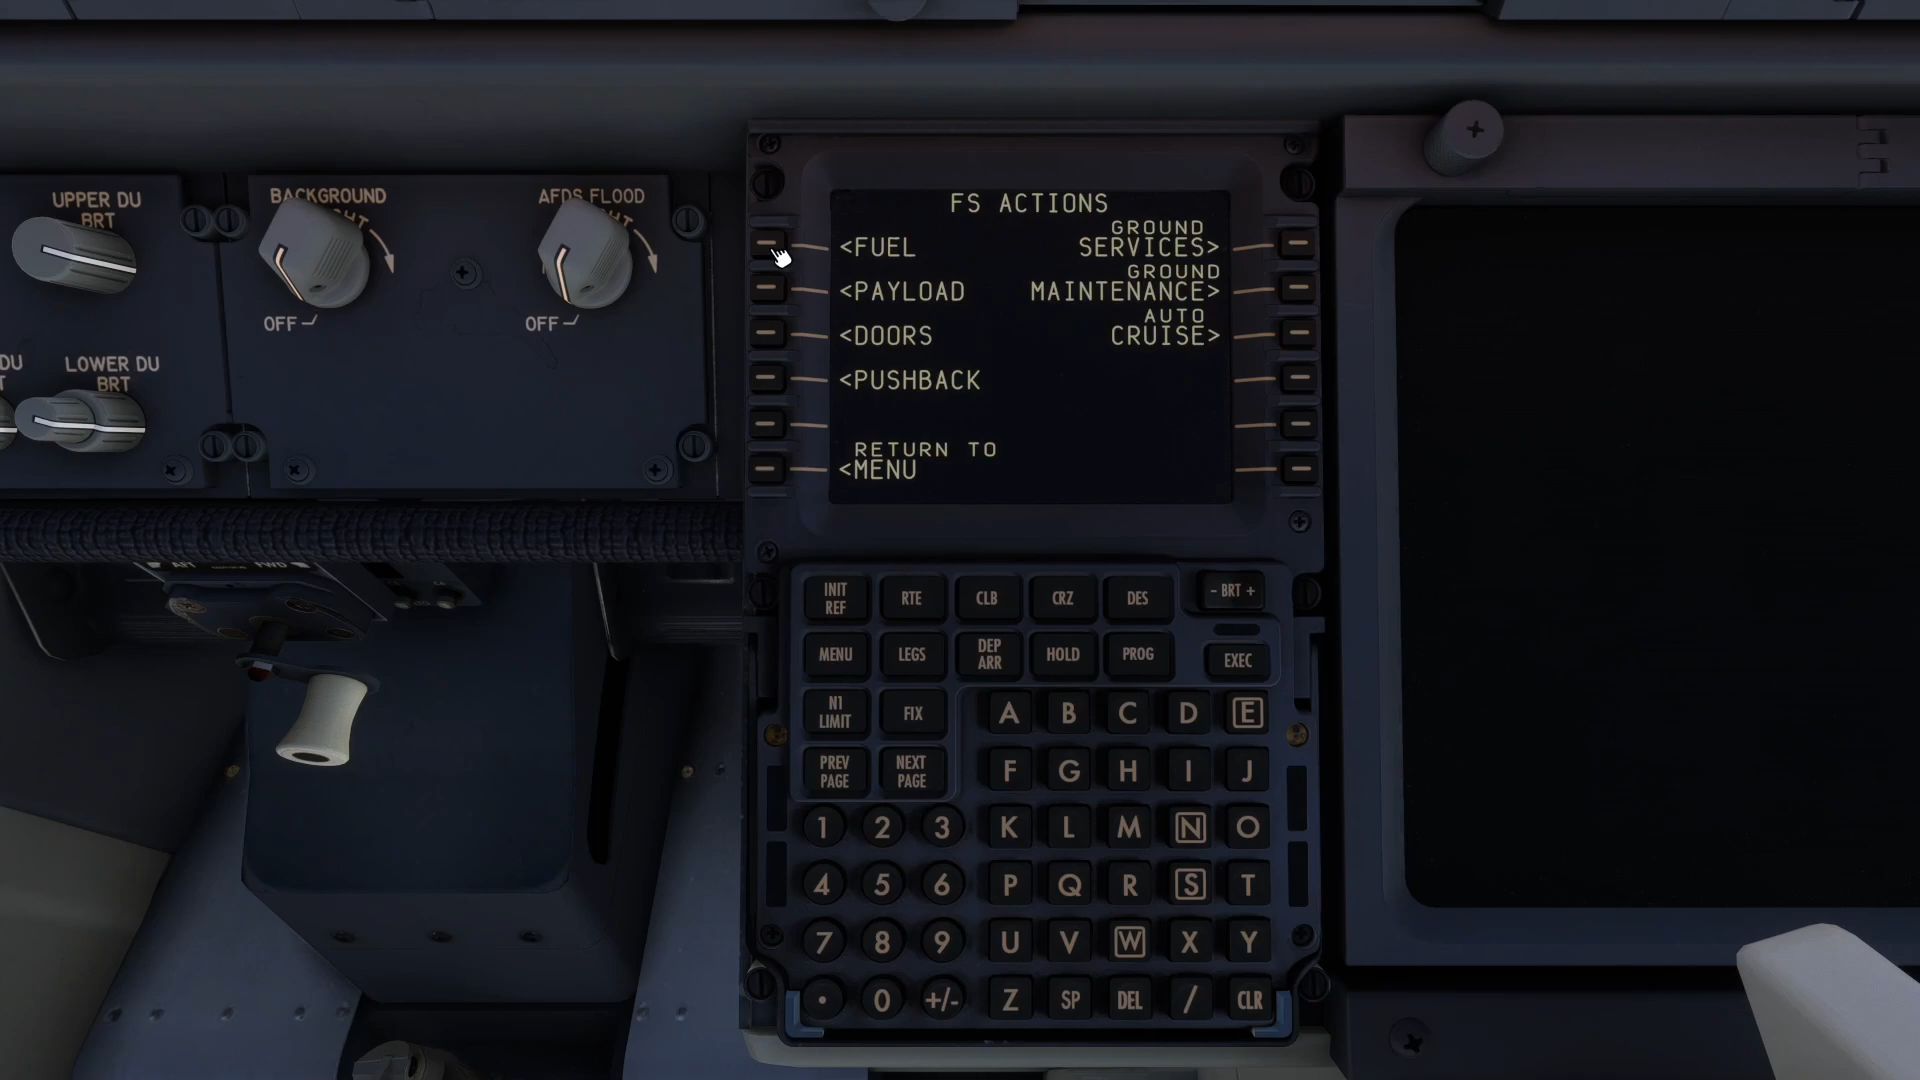 UPPER DU
BRT
BACKGROUND
AFDS FLOOD
OFF
OFF
LOWER DU
BRT
DU
FS ACTIONS
GROUND
<FUEL SERVICES>
GROUND
<PAYLOAD MAINTENANCE>
AUTO
<DOORS CRUISE>
<PUSHBACK
RETURN TO
<MENU
AFT FWD
INIT REF RTE CLB CRZ DES - BRT +
MENU LEGS DEP ARR HOLD PROG EXEC
N1 LIMIT FIX A B C D E
PREV PAGE NEXT PAGE F G H I J
1 2 3 K L M N O
4 5 6 P Q R S T
7 8 9 U V W X Y
. 0 +/- Z SP DEL / CLR